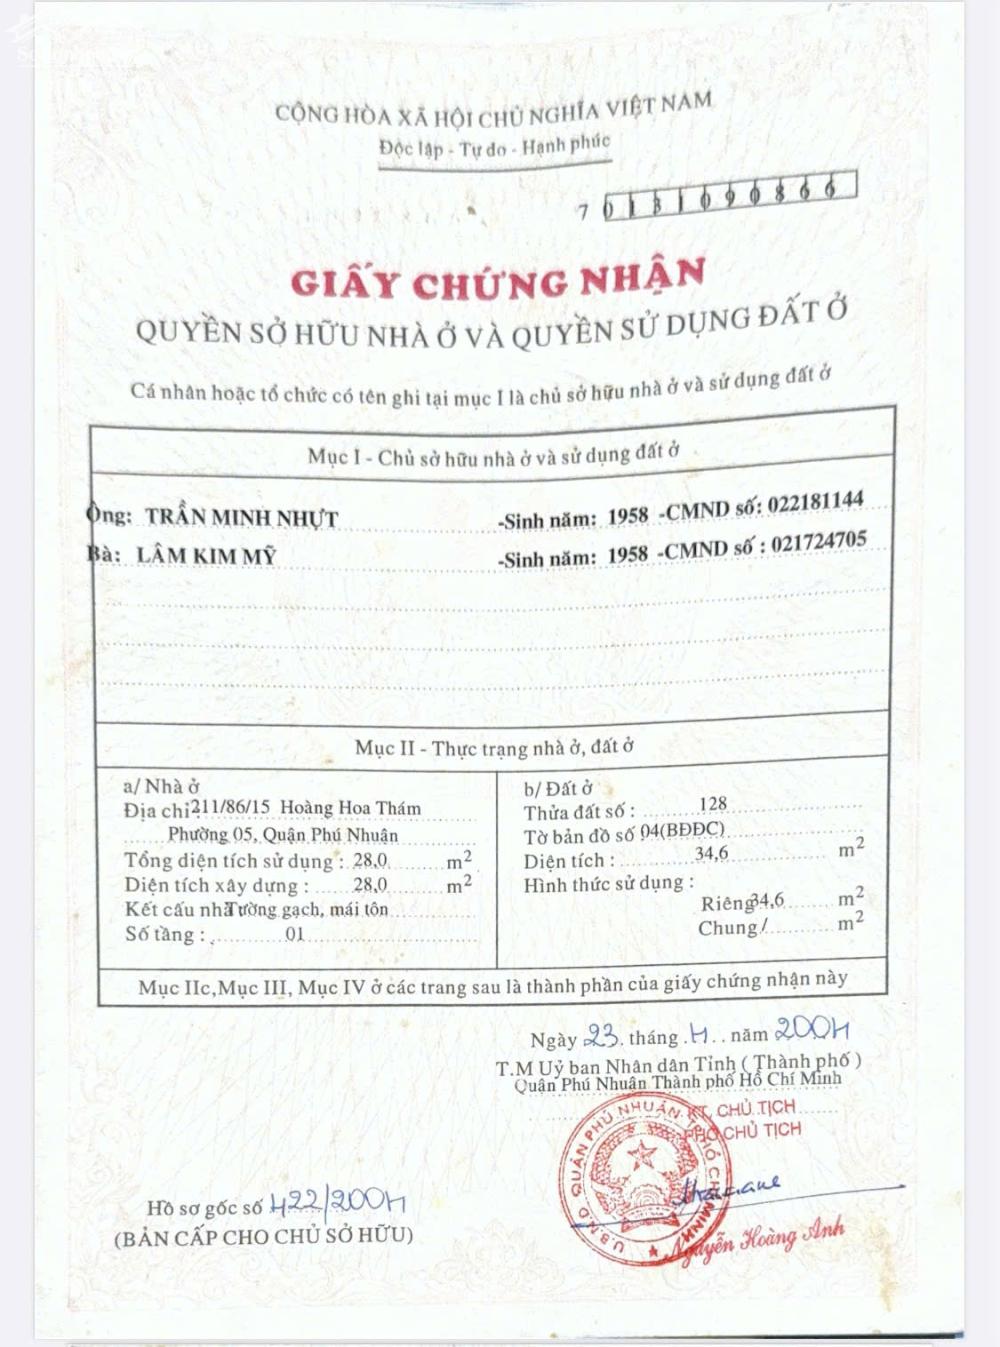 CỘNG HÒA XÃ HỘI CHỦ NGHĨA VIỆT NAM
Độc lập - Tự do - Hạnh phúc
7 0131090866
GIẤY CHỨNG NHẬN
QUYỀN SỞ HỮU NHÀ Ở VÀ QUYỀN SỬ DỤNG ĐẤT Ở
Cá nhân hoặc tổ chức có tên ghi tại mục I là chủ sở hữu nhà ở và sử dụng đất ở
Mục I - Chủ sở hữu nhà ở và sử dụng đất ở
Ông: TRẦN MINH NHỰT -Sinh năm: 1958 -CMND số: 022181144
Bà: LÂM KIM MỸ -Sinh năm: 1958 -CMND số : 021724705
Mục II - Thực trạng nhà ở, đất ở
a/ Nhà ở
Địa chỉ 211/86/15 Hoàng Hoa Thám
Phường 05, Quận Phú Nhuận
Tổng diện tích sử dụng : 28,0 m²
Diện tích xây dựng : 28,0 m²
Kết cấu nhà Tường gạch, mái tôn
Số tầng : 01
b/ Đất ở
Thửa đất số : 128
Tờ bản đồ số 04(BĐĐC)
Diện tích : 34,6 m²
Hình thức sử dụng :
Riêng 34,6 m²
Chung / m²
Mục IIc,Mục III, Mục IV ở các trang sau là thành phần của giấy chứng nhận này
Ngày 23 tháng 4 năm 2004
T.M Uỷ ban Nhân dân Tỉnh ( Thành phố )
Quận Phú Nhuận Thành phố Hồ Chí Minh
KT. CHỦ TỊCH
PHÓ CHỦ TỊCH
U.B.N.D QUẬN PHÚ NHUẬN T.P HỒ CHÍ MINH
Nguyễn Hoàng Anh
Hồ sơ gốc số 422/2004
(BẢN CẤP CHO CHỦ SỞ HỮU)